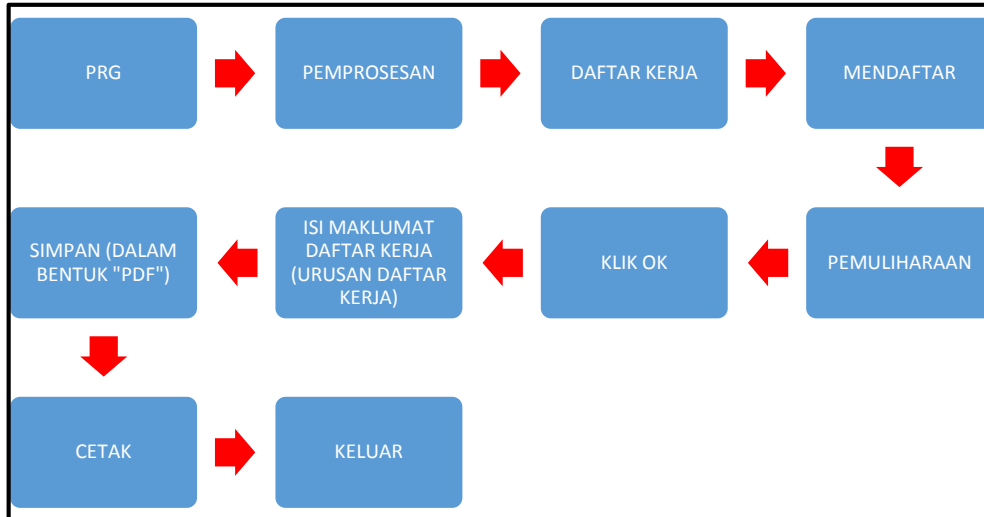 PRG
PEMPROSESAN
DAFTAR KERJA
MENDAFTAR
PEMULIHARAAN
KLIK OK
ISI MAKLUMAT
DAFTAR KERJA
(URUSAN DAFTAR
KERJA)
SIMPAN (DALAM
BENTUK "PDF")
CETAK
KELUAR